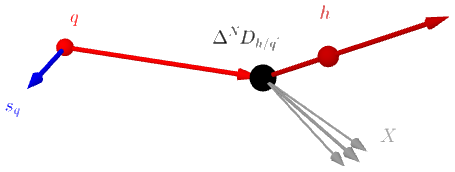 q
h
Δ^N D_{h/q^↑}
s_q
X